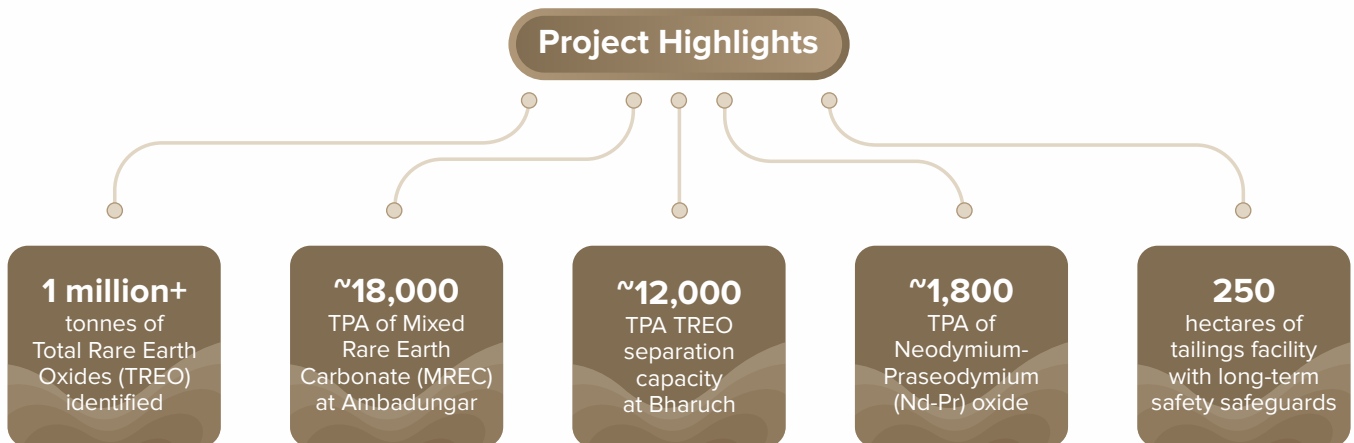 Project Highlights
1 million+
tonnes of
Total Rare Earth
Oxides (TREO)
identified
~18,000
TPA of Mixed
Rare Earth
Carbonate (MREC)
at Ambadungar
~12,000
TPA TREO
separation
capacity
at Bharuch
~1,800
TPA of
Neodymium-
Praseodymium
(Nd-Pr) oxide
250
hectares of
tailings facility
with long-term
safety safeguards